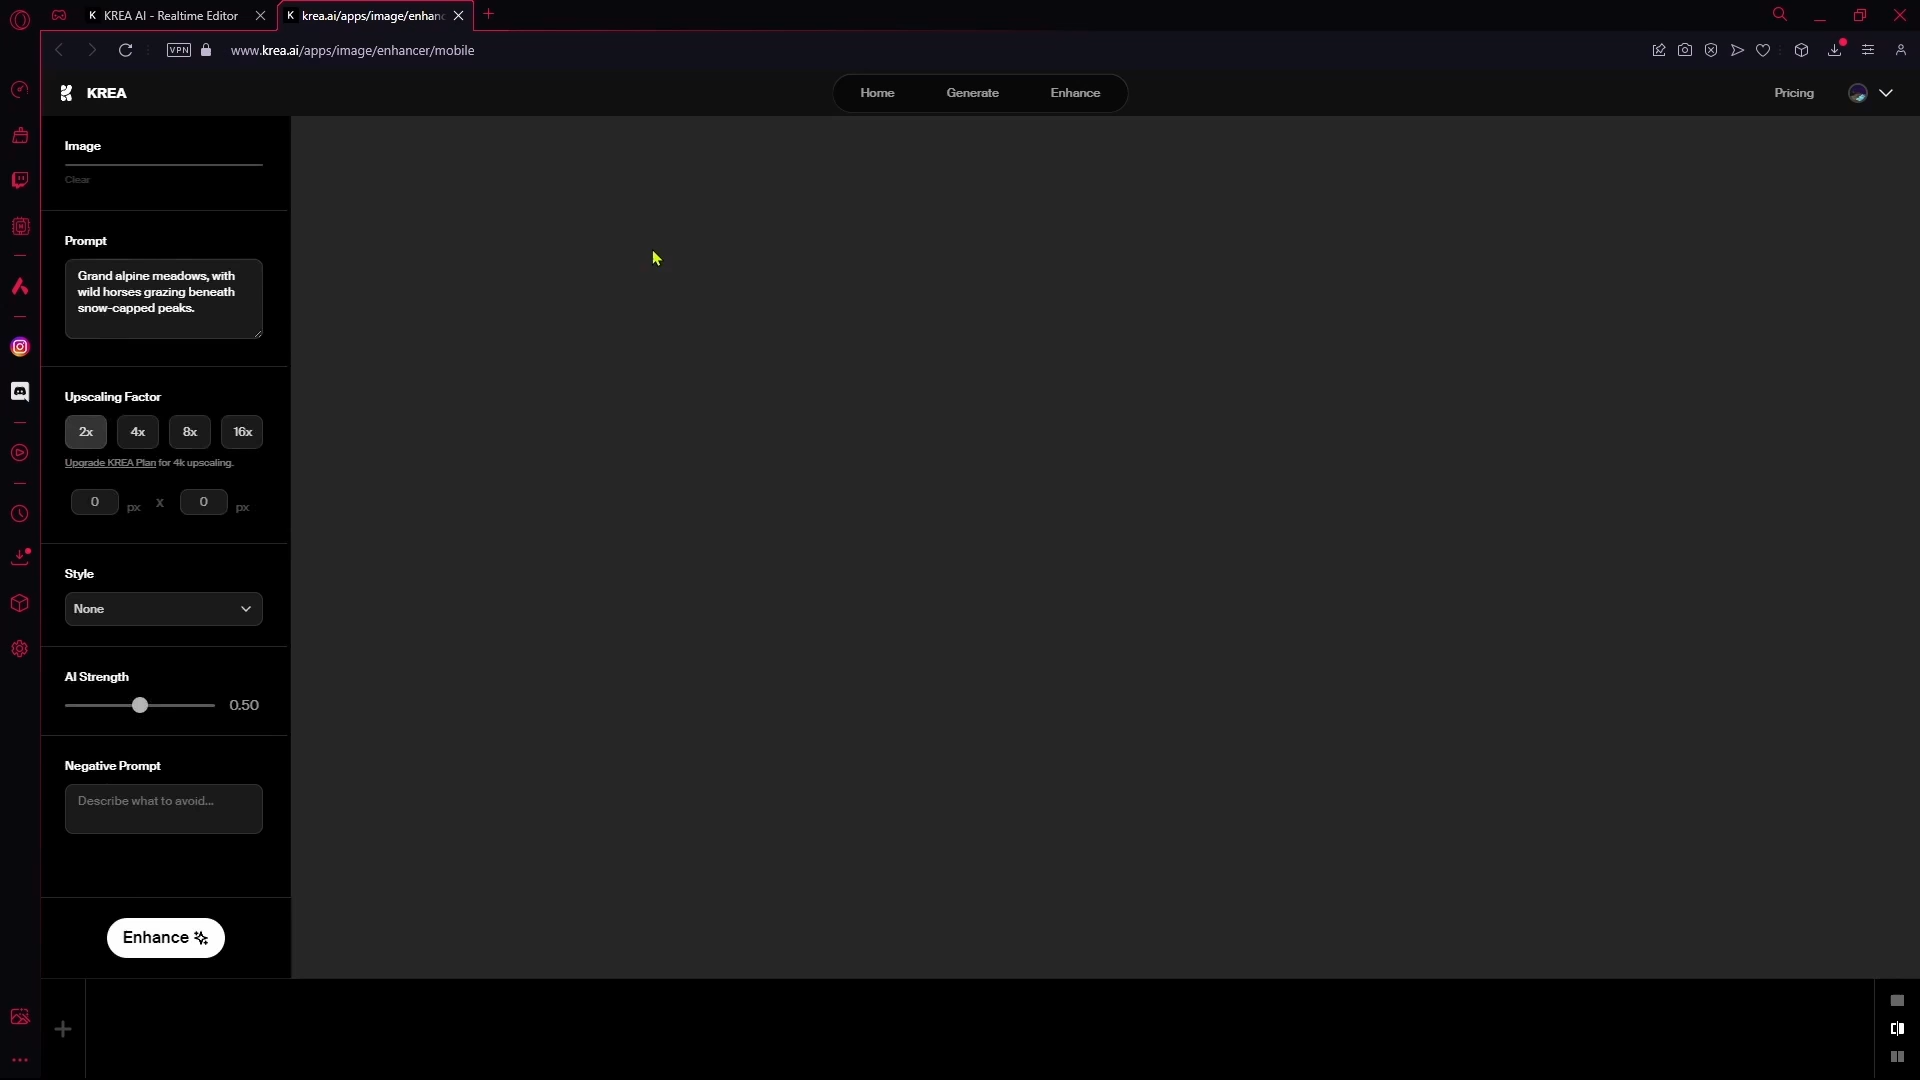 KREA AI - Realtime Editor
krea.ai/apps/image/enhanc
VPN
www.krea.ai/apps/image/enhancer/mobile
KREA
Home
Generate
Enhance
Pricing
Image
Clear
Prompt
Grand alpine meadows, with
wild horses grazing beneath
snow-capped peaks.
Upscaling Factor
2x
4x
8x
16x
Upgrade KREA Plan for 4k upscaling.
0 px x 0 px
Style
None
AI Strength
0.50
Negative Prompt
Describe what to avoid...
Enhance